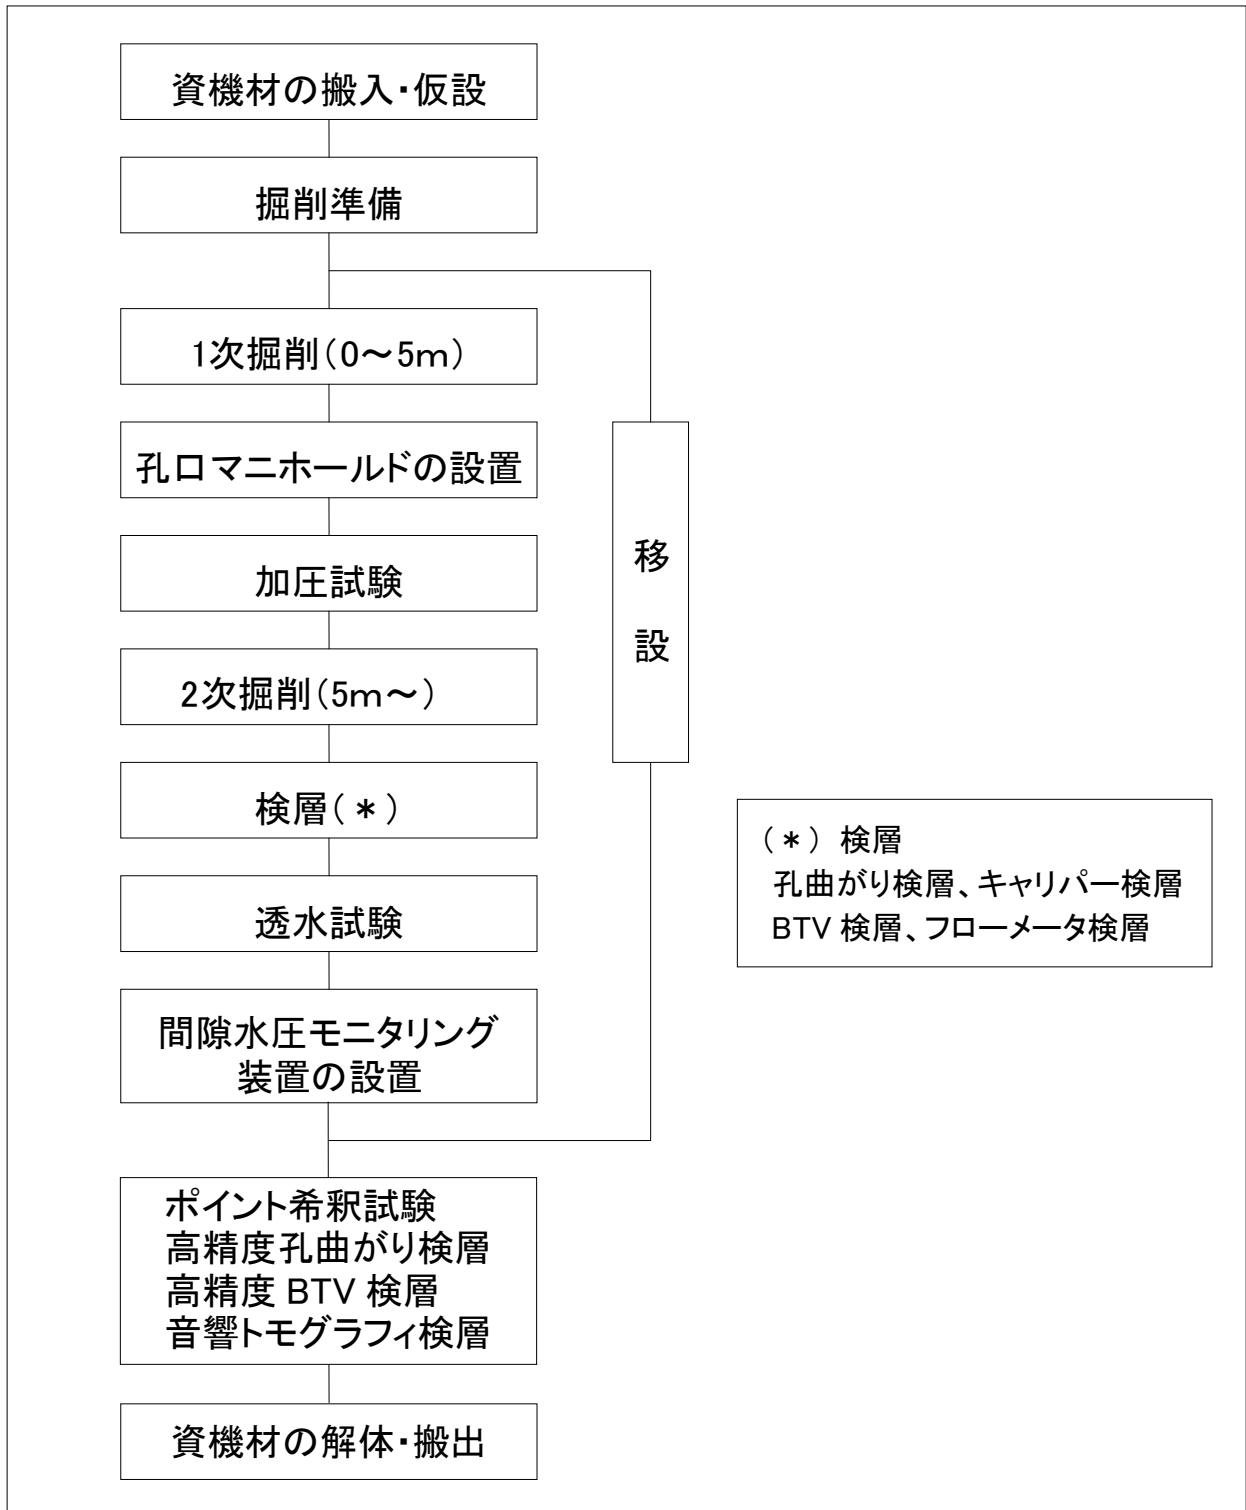 資機材の搬入・仮設
掘削準備
1次掘削(0～5m)
孔口マニホールドの設置
加圧試験
2次掘削(5m～)
検層(＊)
透水試験
間隙水圧モニタリング
装置の設置
移
設
(＊) 検層
孔曲がり検層、キャリパー検層
BTV 検層、フローメータ検層
ポイント希釈試験
高精度孔曲がり検層
高精度 BTV 検層
音響トモグラフィ検層
資機材の解体・搬出